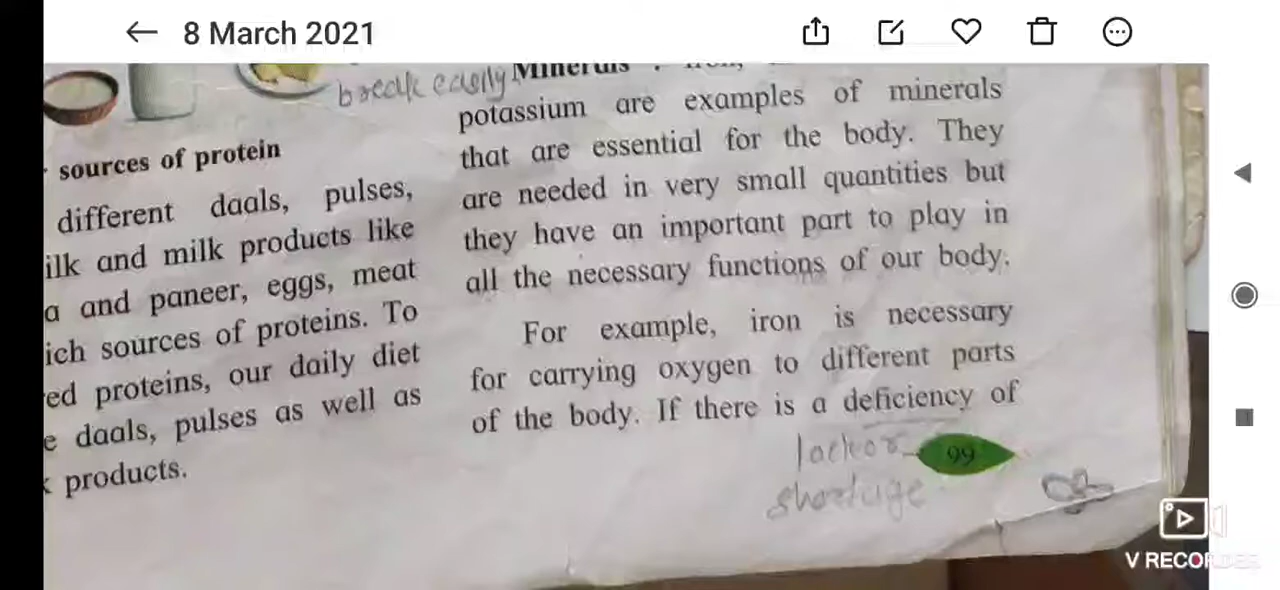 8 March 2021
break easily
sources of protein
different daals, pulses,
ilk and milk products like
a and paneer, eggs, meat
ich sources of proteins. To
ed proteins, our daily diet
e daals, pulses as well as
products.
Minerals :
potassium are examples of minerals
that are essential for the body. They
are needed in very small quantities but
they have an important part to play in
all the necessary functions of our body.
For example, iron is necessary
for carrying oxygen to different parts
of the body. If there is a deficiency of
lack or
shortage
99
V RECORDER